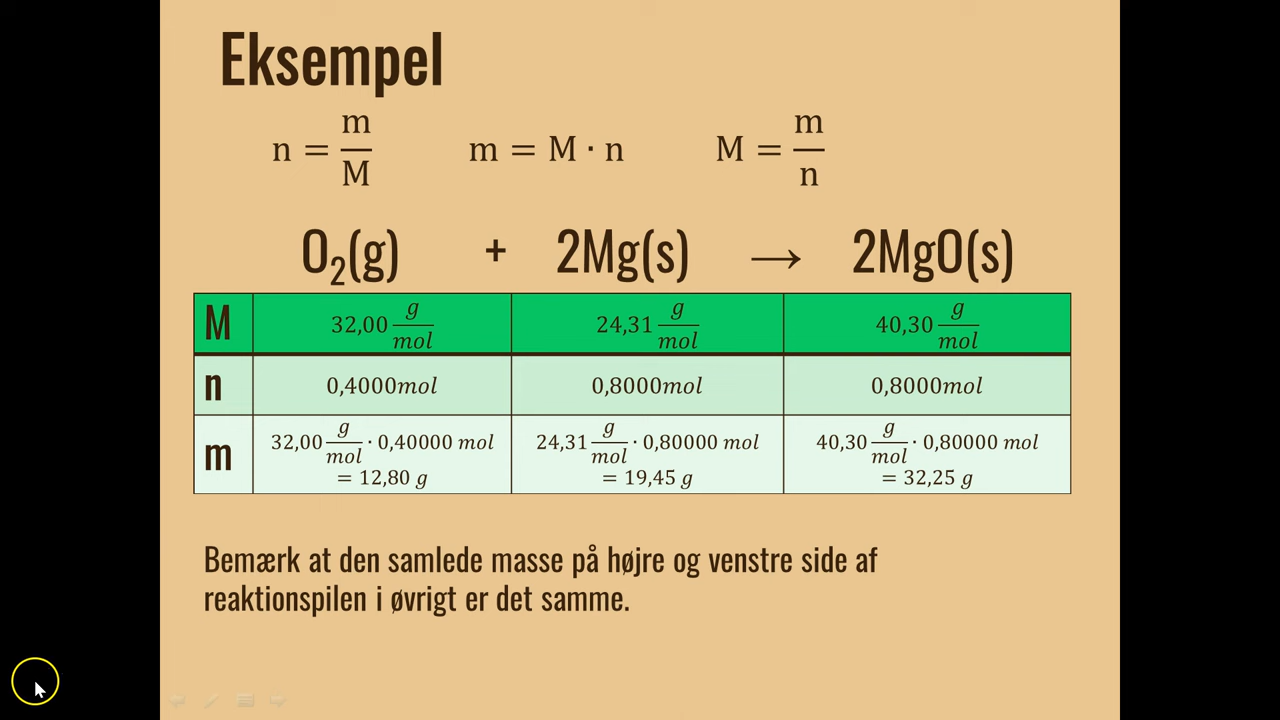 Eksempel
n = m/M m = M · n M = m/n
O₂(g) + 2Mg(s) → 2MgO(s)
M 32,00 g/mol 24,31 g/mol 40,30 g/mol
n 0,4000mol 0,8000mol 0,8000mol
m 32,00 g/mol · 0,40000 mol = 12,80 g 24,31 g/mol · 0,80000 mol = 19,45 g 40,30 g/mol · 0,80000 mol = 32,25 g
Bemærk at den samlede masse på højre og venstre side af
reaktionspilen i øvrigt er det samme.